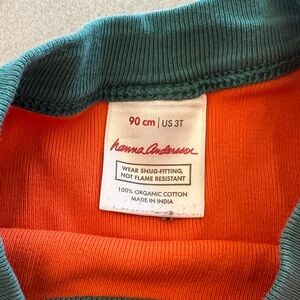 90 cm | US 3T
hanna andersson
WEAR SNUG-FITTING,
NOT FLAME RESISTANT
100% ORGANIC COTTON
MADE IN INDIA